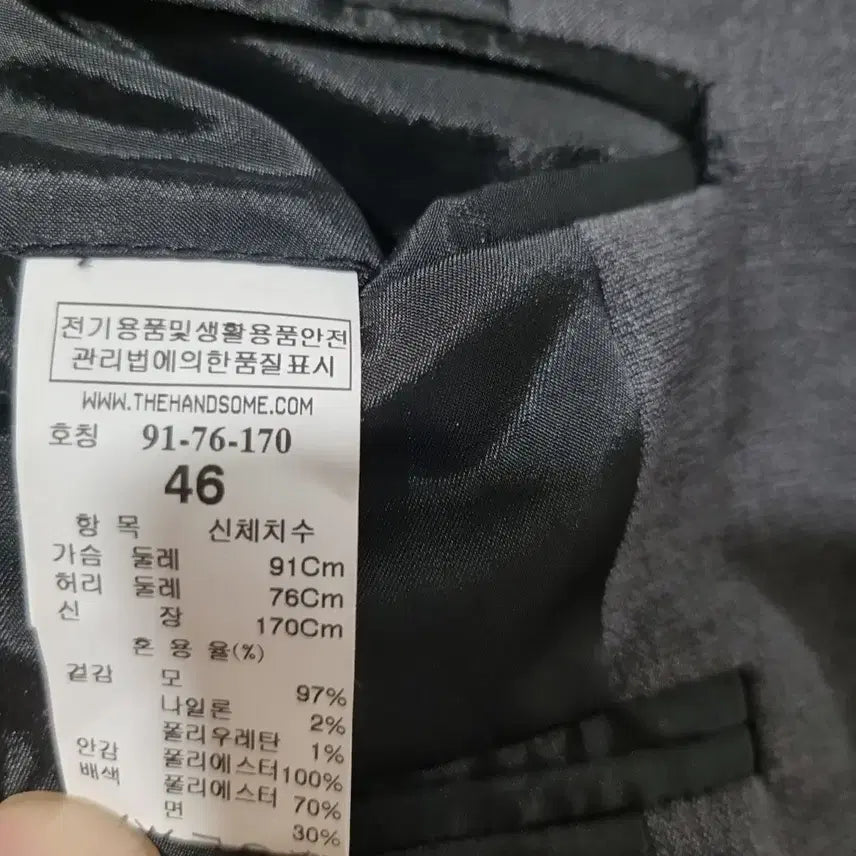 전기용품및생활용품안전
관리법에의한품질표시
WWW.THEHANDSOME.COM
호칭 91-76-170
46
항 목 신체치수
가슴 둘레 91Cm
허리 둘레 76Cm
신 장 170Cm
혼 용 율(%)
겉감 모 97%
나일론 2%
폴리우레탄 1%
안감 폴리에스터 100%
배색 폴리에스터 70%
면 30%